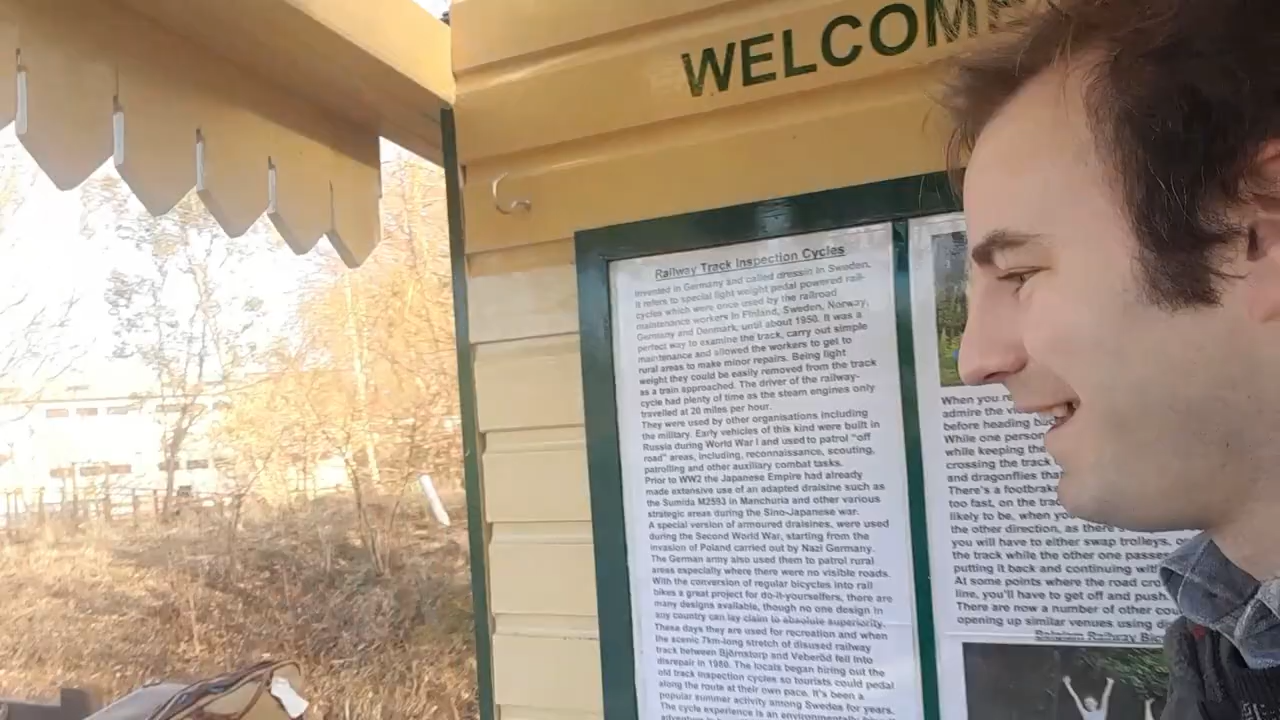 WELCOME
Railway Track Inspection Cycles
Invented in Germany and called dressin in Sweden,
it refers to special light weight pedal powered rail-
cycles which were once used by the railroad
maintenance workers in Finland, Sweden, Norway,
Germany and Denmark, until about 1950. It was a
perfect way to examine the track, carry out simple
maintenance and allowed the workers to get to
rural areas to make minor repairs. Being light
weight they could be easily removed from the track
as a train approached. The driver of the railway-
cycle had plenty of time as the steam engines only
travelled at 20 miles per hour.
They were used by other organisations including
the military. Early vehicles of this kind were built in
Russia during World War I and used to patrol "off
road" areas, including, reconnaissance, scouting,
patrolling and other auxiliary combat tasks.
Prior to WW2 the Japanese Empire had already
made extensive use of an adapted draisine such as
the Sumida M2593 in Manchuria and other various
strategic areas during the Sino-Japanese war.
A special version of armoured draisines, were used
during the Second World War, starting from the
invasion of Poland carried out by Nazi Germany.
The German army also used them to patrol rural
areas especially where there were no visible roads.
With the conversion of regular bicycles into rail
bikes a great project for do-it-yourselfers, there are
many designs available, though no one design in
any country can lay claim to absolute superiority.
These days they are used for recreation and when
the scenic 7km-long stretch of disused railway
track between Björnstorp and Veberöd fell into
disrepair in 1980. The locals began hiring out the
old track inspection cycles so tourists could pedal
along the route at their own pace. It's been a
popular summer activity among Swedes for years.
The cycle experience is an environmentally
When you
admire the
before heading
While one person
while keeping the
crossing the track
and dragonflies
There's a footbrake
too fast, on the
likely to be, when you
the other direction, as there
you will have to either swap trolleys, or
the track while the other one passes
putting it back and continuing
At some points where the road
line, you'll have to get off and push.
There are now a number of other
opening up similar venues using
Belgium Railway